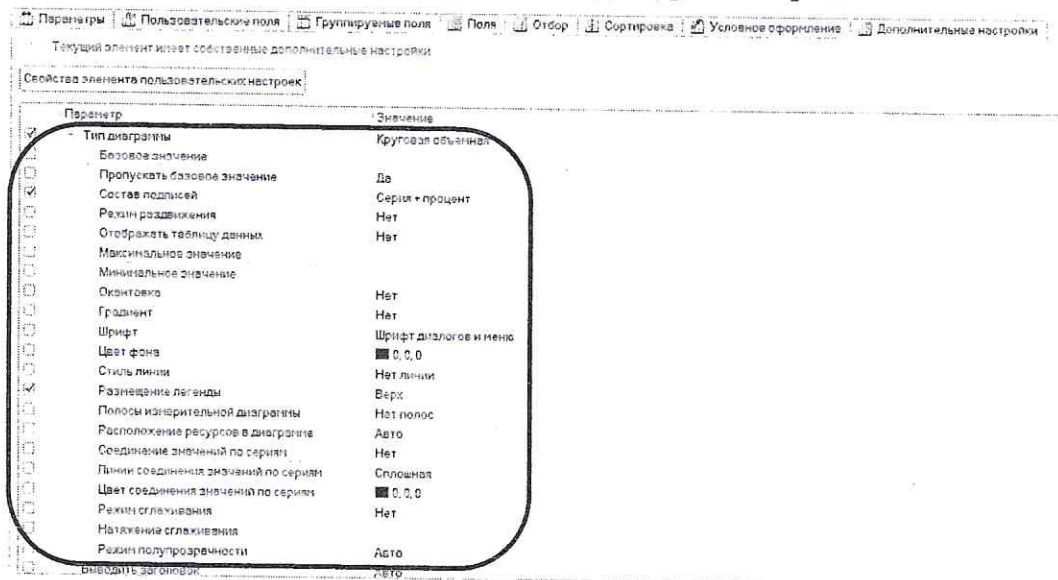 Параметры Пользовательские поля Группируемые поля Поля Отбор Сортировка Условное оформление Дополнительные настройки
Текущий элемент имеет собственные дополнительные настройки
Свойства элемента пользовательских настроек
Параметр Значение
- Тип диаграммы Круговая объемная
Базовое значение
Пропускать базовое значение Да
Состав подписей Серия + процент
Режим раздвижения Нет
Отображать таблицу данных Нет
Максимальное значение
Минимальное значение
Окантовка Нет
Градиент Нет
Шрифт Шрифт диалогов и меню
Цвет фона 0, 0, 0
Стиль линии Нет линии
Размещение легенды Верх
Полосы измерительной диаграммы Нет полос
Расположение ресурсов в диаграмме Авто
Соединение значений по сериям Нет
Линии соединения значений по сериям Сплошная
Цвет соединения значений по сериям 0, 0, 0
Режим сглаживания Нет
Натяжение сглаживания
Режим полупрозрачности Авто
Выводить заголовок Авто